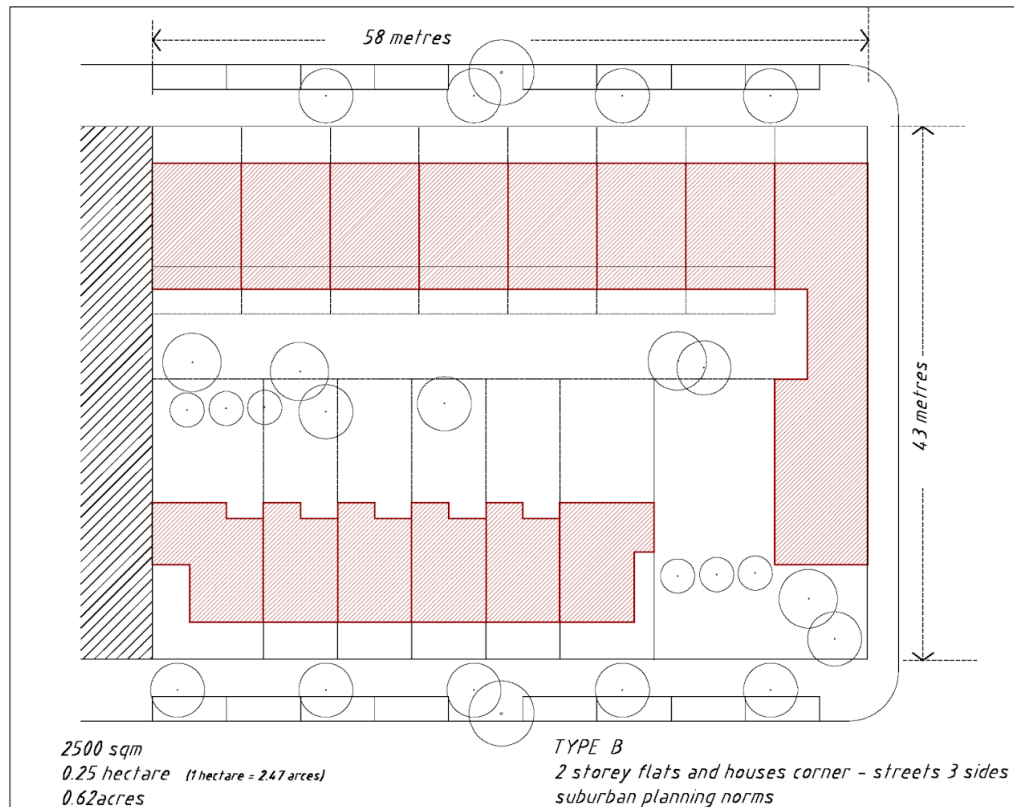 58 metres
43 metres
2500 sqm
0.25 hectare (1 hectare = 2.47 arces)
0.62acres
TYPE B
2 storey flats and houses corner - streets 3 sides
suburban planning norms